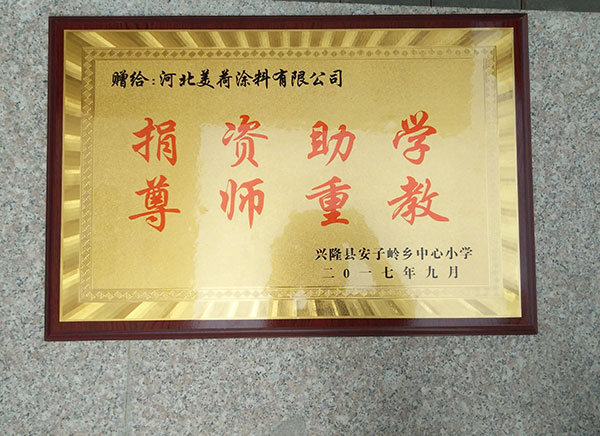 赠给:河北美荷涂料有限公司
捐资助学
尊师重教
兴隆县安子岭乡中心小学
二〇一七年九月